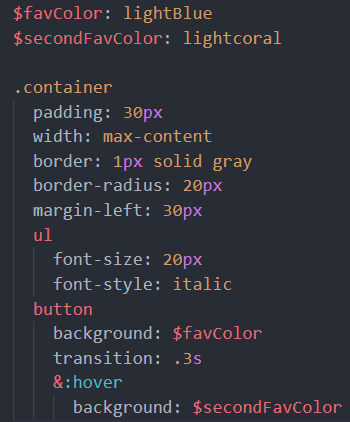 $favColor: lightBlue
$secondFavColor: lightcoral

.container
  padding: 30px
  width: max-content
  border: 1px solid gray
  border-radius: 20px
  margin-left: 30px
  ul
    font-size: 20px
    font-style: italic
  button
    background: $favColor
    transition: .3s
    &:hover
      background: $secondFavColor